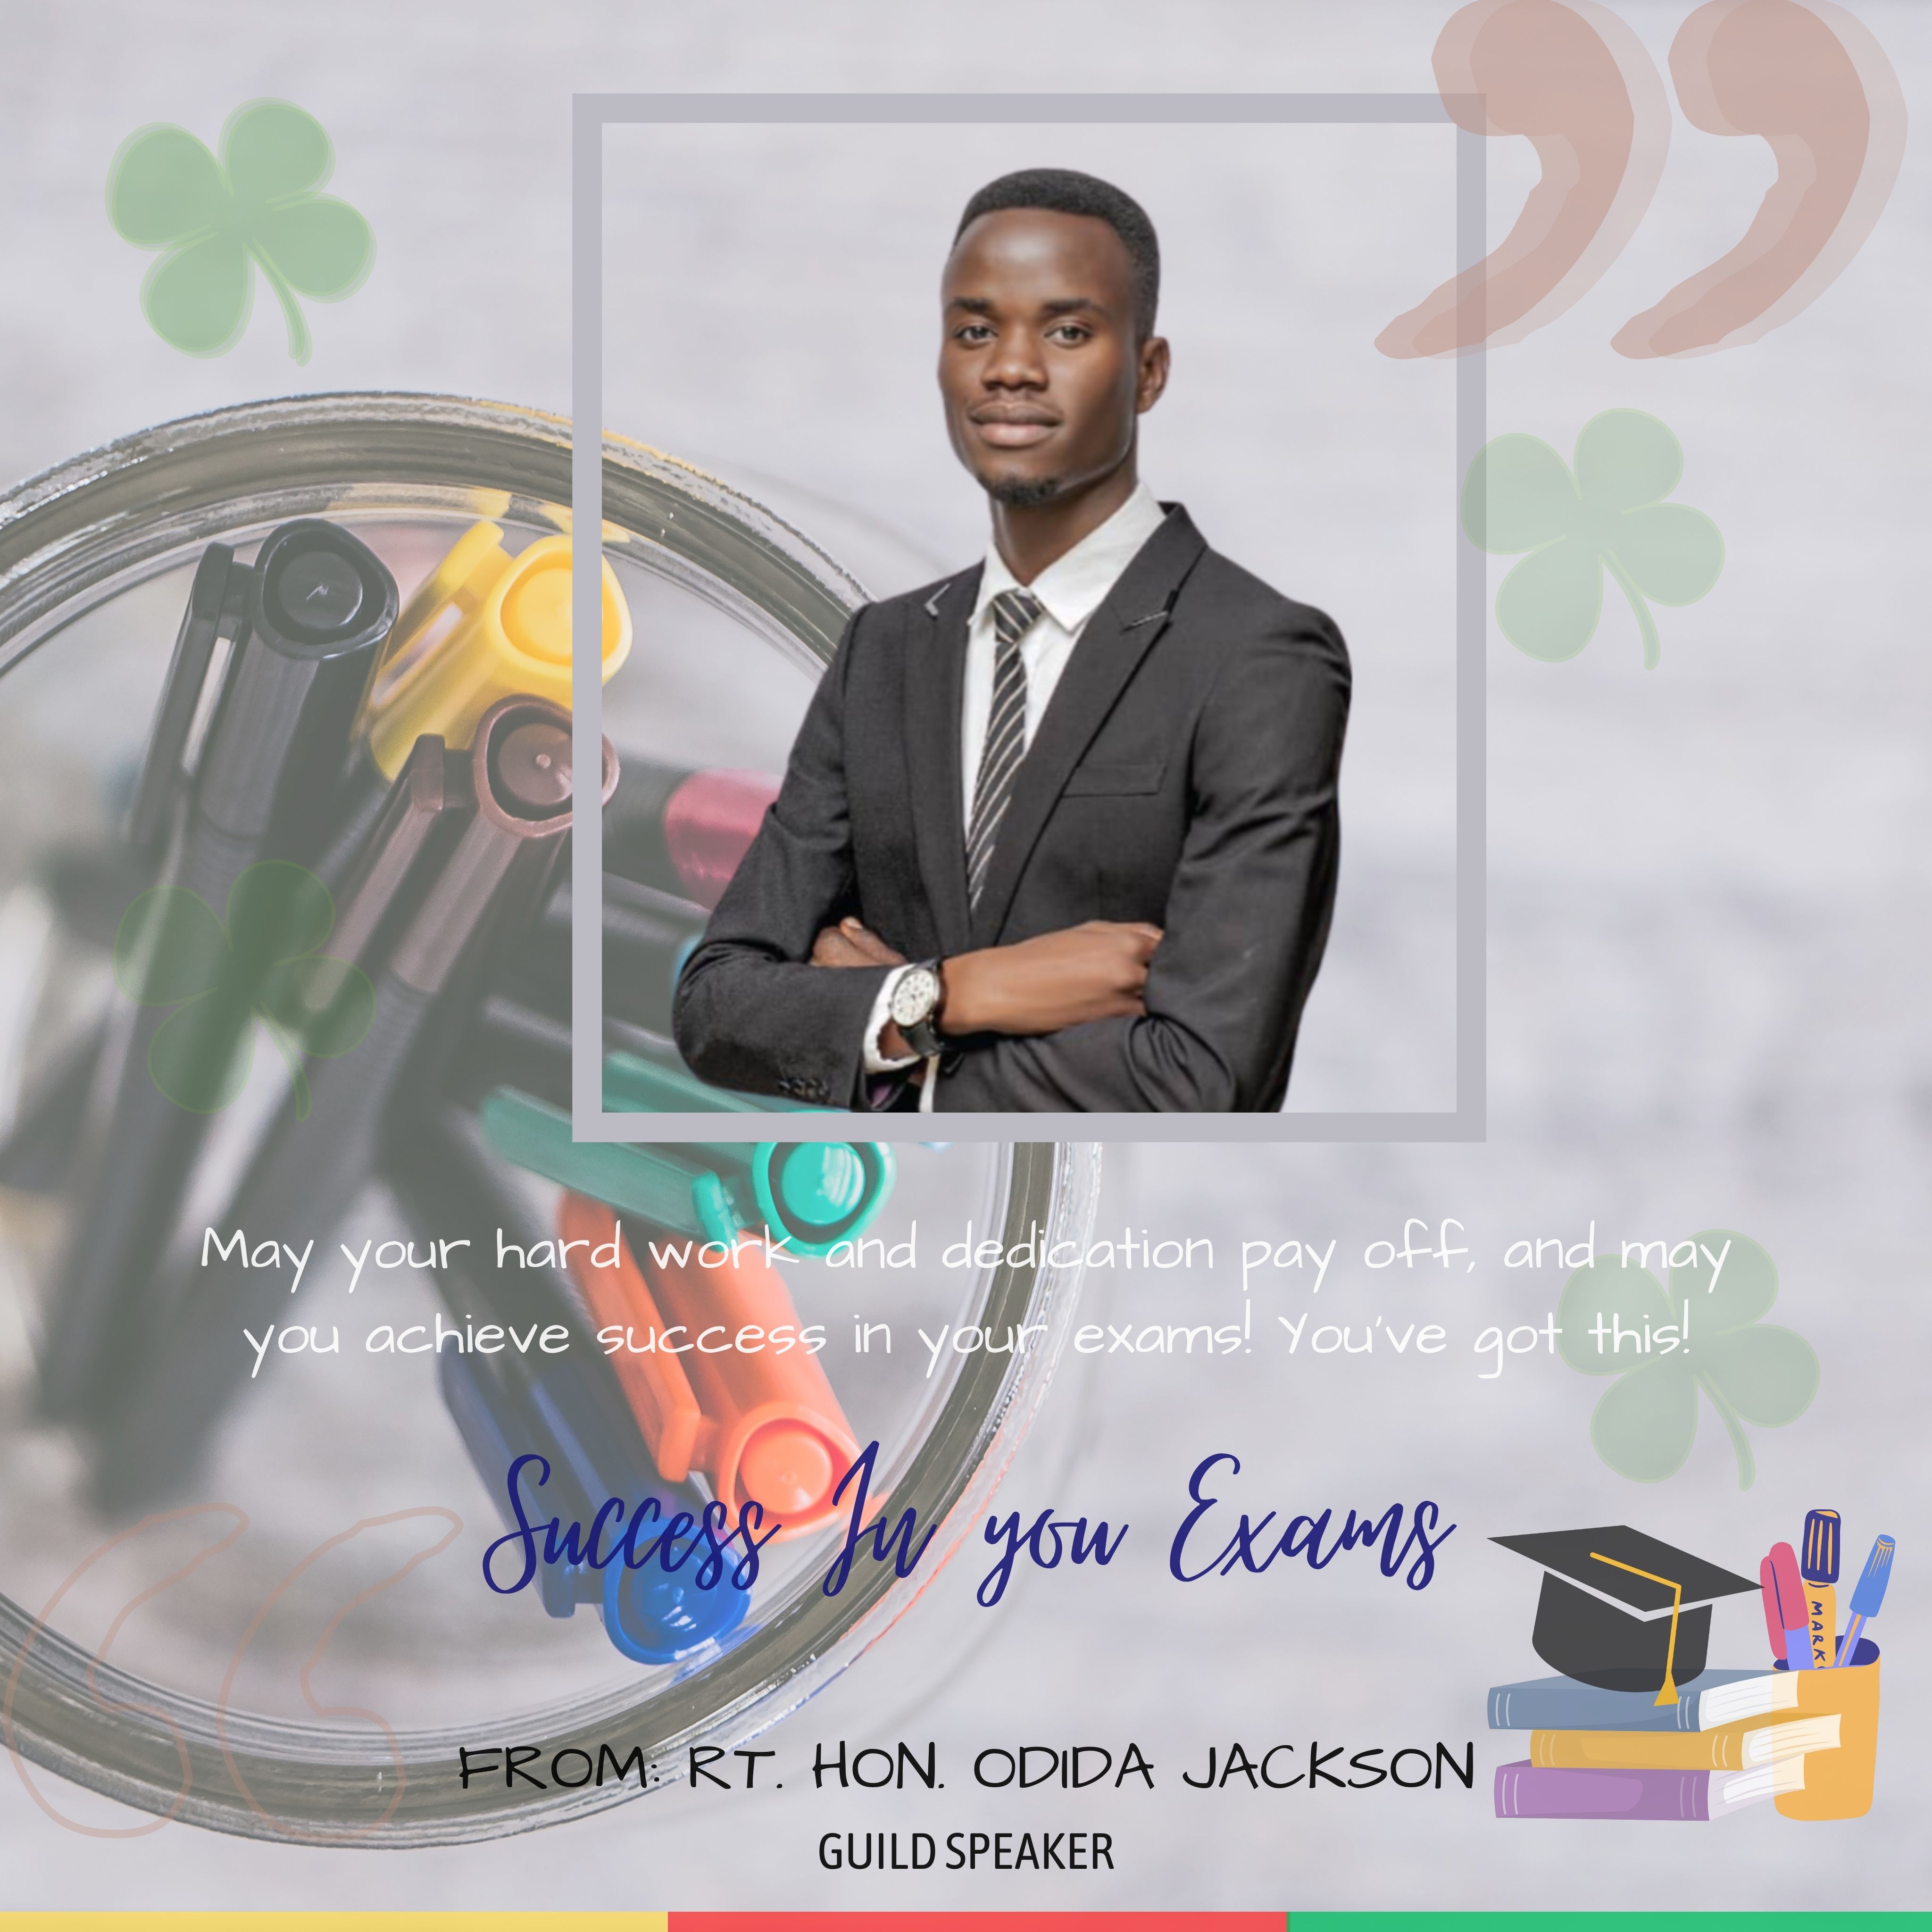 May your hard work and dedication pay off, and may
you achieve success in your exams! You've got this!
Success In you Exams
MARK
FROM: RT. HON. ODIDA JACKSON
GUILD SPEAKER